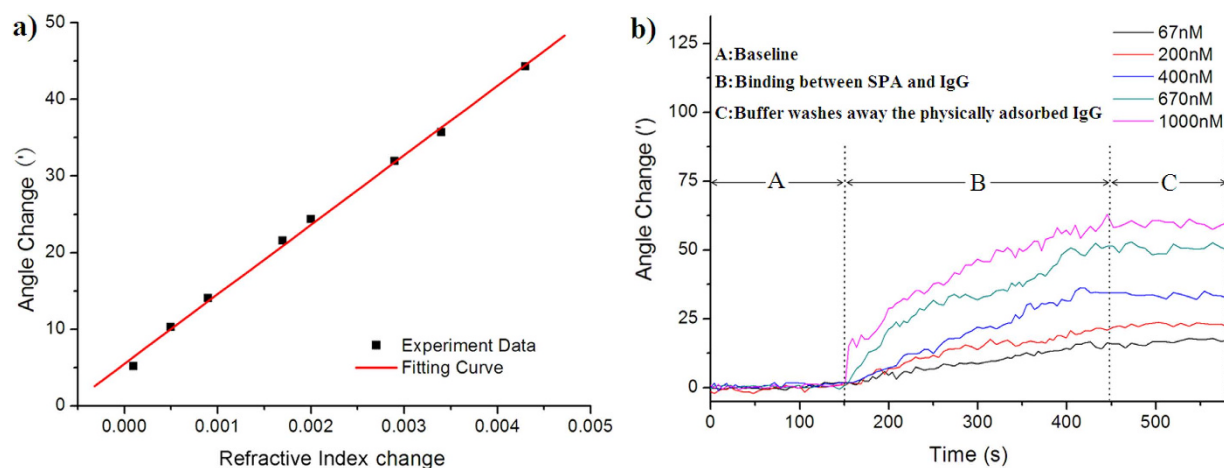 a)
50
40
30
20
10
0
Angle Change (')
Experiment Data
Fitting Curve
0.000 0.001 0.002 0.003 0.004 0.005
Refractive Index change
b)
125
100
75
50
25
0
Angle Change (')
A:Baseline
B:Binding between SPA and IgG
C:Buffer washes away the physically adsorbed IgG
67nM
200nM
400nM
670nM
1000nM
A B C
0 100 200 300 400 500
Time (s)